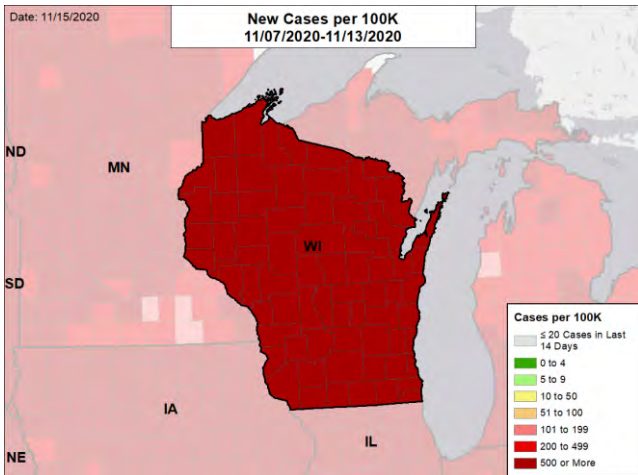 Date: 11/15/2020
New Cases per 100K
11/07/2020-11/13/2020
ND
MN
WI
SD
IA
IL
NE
Cases per 100K
≤ 20 Cases in Last
14 Days
0 to 4
5 to 9
10 to 50
51 to 100
101 to 199
200 to 499
500 or More